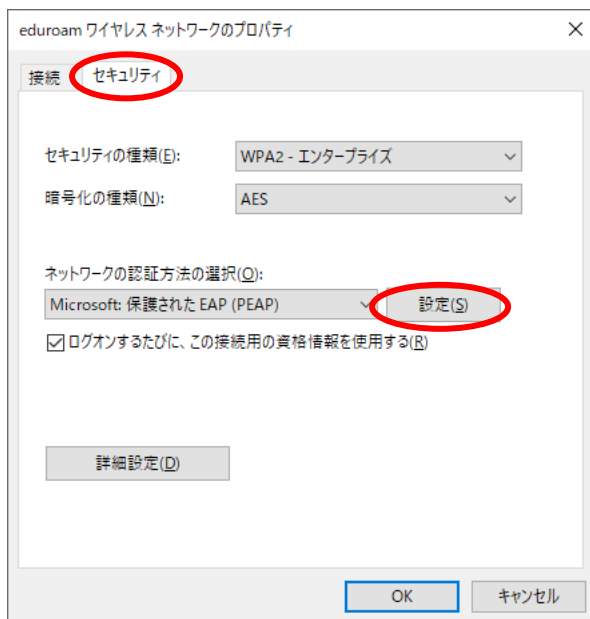 eduroam ワイヤレス ネットワークのプロパティ
接続 セキュリティ
セキュリティの種類(E): WPA2 - エンタープライズ
暗号化の種類(N): AES
ネットワークの認証方法の選択(O):
Microsoft: 保護された EAP (PEAP) 設定(S)
ログオンするたびに、この接続用の資格情報を使用する(R)
詳細設定(D)
OK キャンセル